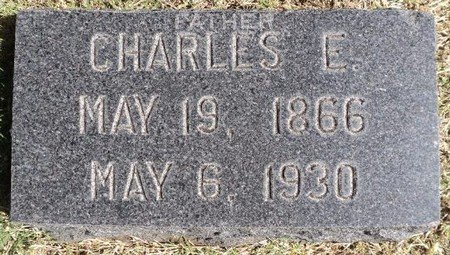 FATHER
CHARLES E.
MAY 19, 1866
MAY 6, 1930